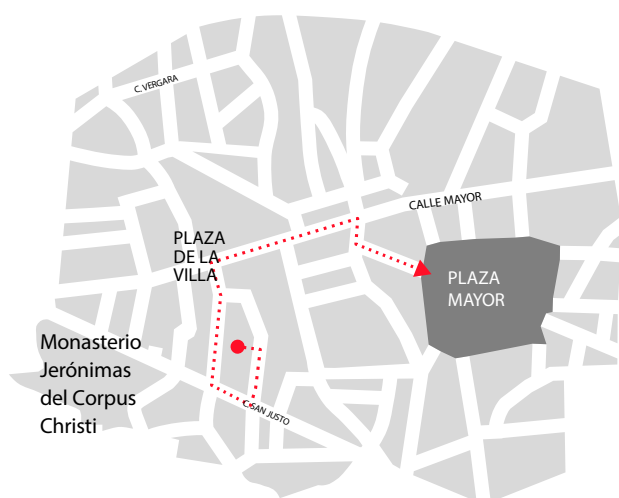 C. VERGARA
CALLE MAYOR
PLAZA
DE LA
VILLA
PLAZA
MAYOR
Monasterio
Jerónimas
del Corpus
Christi
C. SAN JUSTO